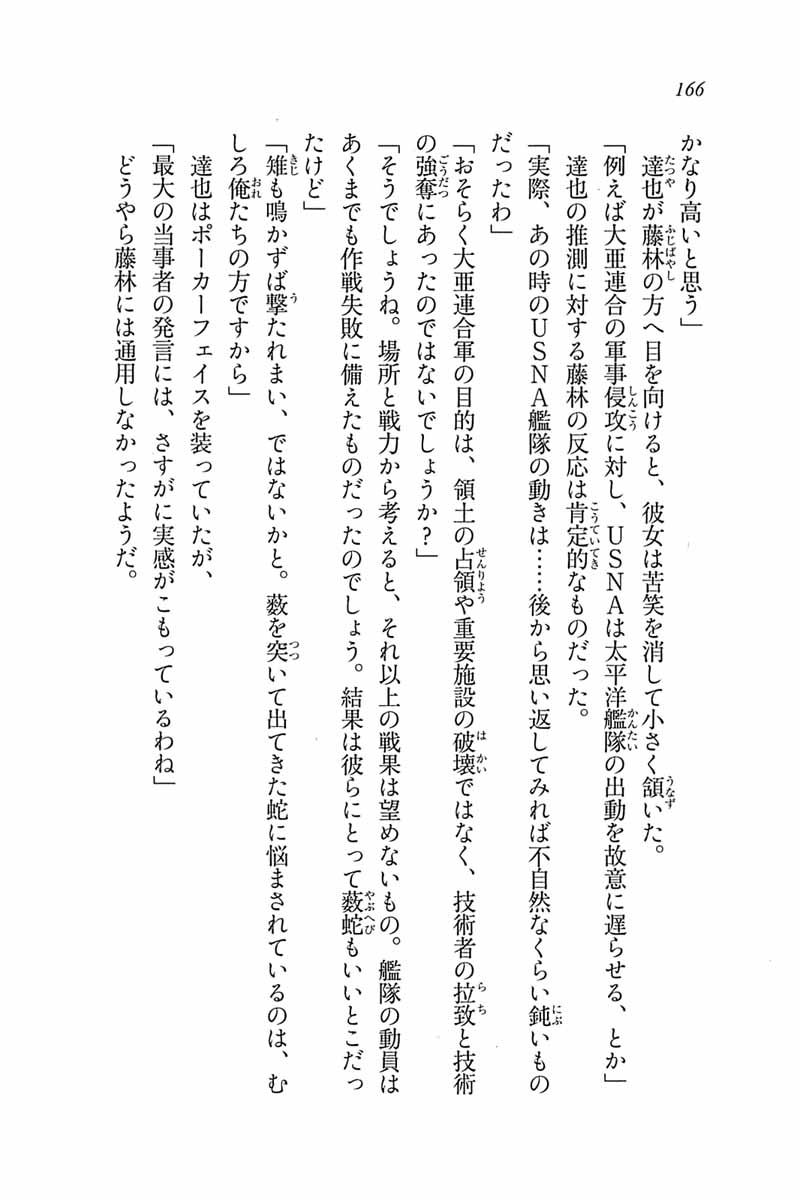 166
かなり高いと思う」
達也が藤林の方へ目を向けると、彼女は苦笑を消して小さく頷いた。
「例えば大亜連合の軍事侵攻に対し、ＵＳＮＡは太平洋艦隊の出動を故意に遅らせる、とか」
達也の推測に対する藤林の反応は肯定的なものだった。
「実際、あの時のＵＳＮＡ艦隊の動きは……後から思い返してみれば不自然なくらい鈍いもの
だったわ」
「おそらく大亜連合軍の目的は、領土の占領や重要施設の破壊ではなく、技術者の拉致と技術
の強奪にあったのではないでしょうか？」
「そうでしょうね。場所と戦力から考えると、それ以上の戦果は望めないもの。艦隊の動員は
あくまでも作戦失敗に備えたものだったのでしょう。結果は彼らにとって藪蛇もいいとこだっ
たけど」
「雉も鳴かずば撃たれまい、ではないかと。藪を突いて出てきた蛇に悩まされているのは、む
しろ俺たちの方ですから」
達也はポーカーフェイスを装っていたが、
「最大の当事者の発言には、さすがに実感がこもっているわね」
どうやら藤林には通用しなかったようだ。